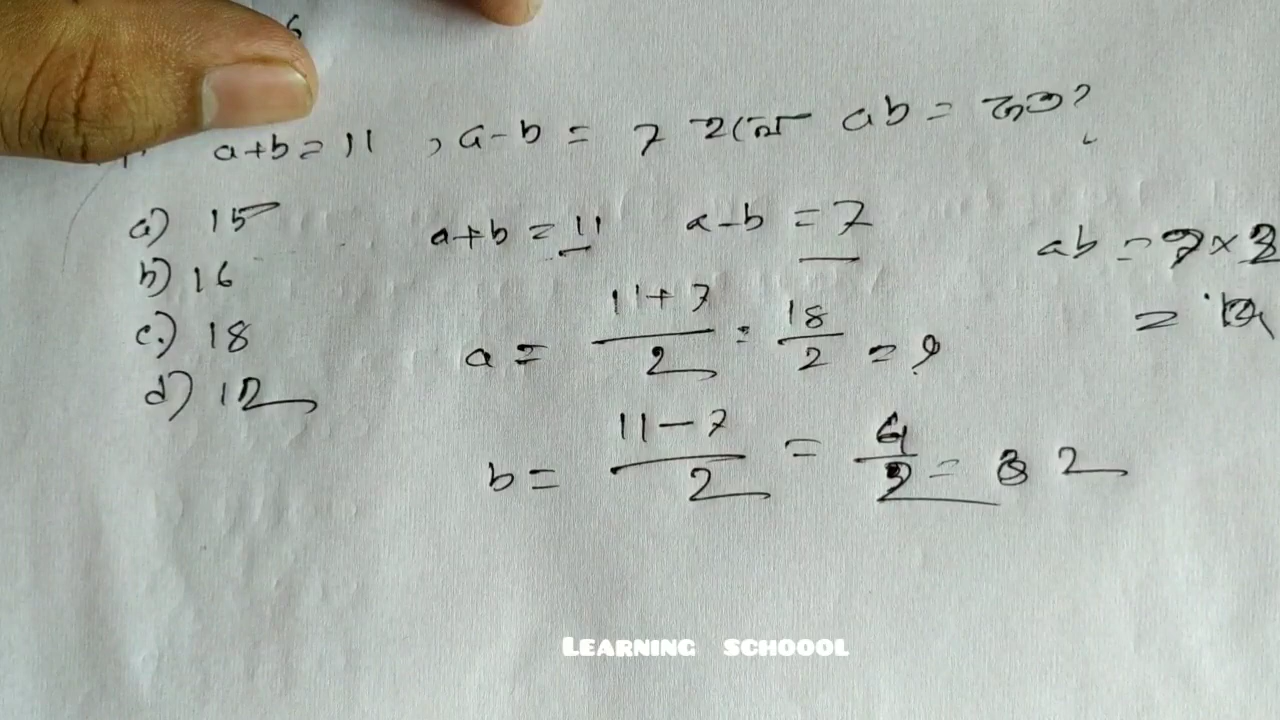 6
a+b = 11 , a-b = 7 হলে ab = কত?
a) 15
b) 16
c.) 18
d) 12
a+b = 11 a-b = 7
a = 11+7/2 = 18/2 = 9
b = 11-7/2 = 4/2 = 2
ab = 9×2
=
LEARNING SCHOOOL